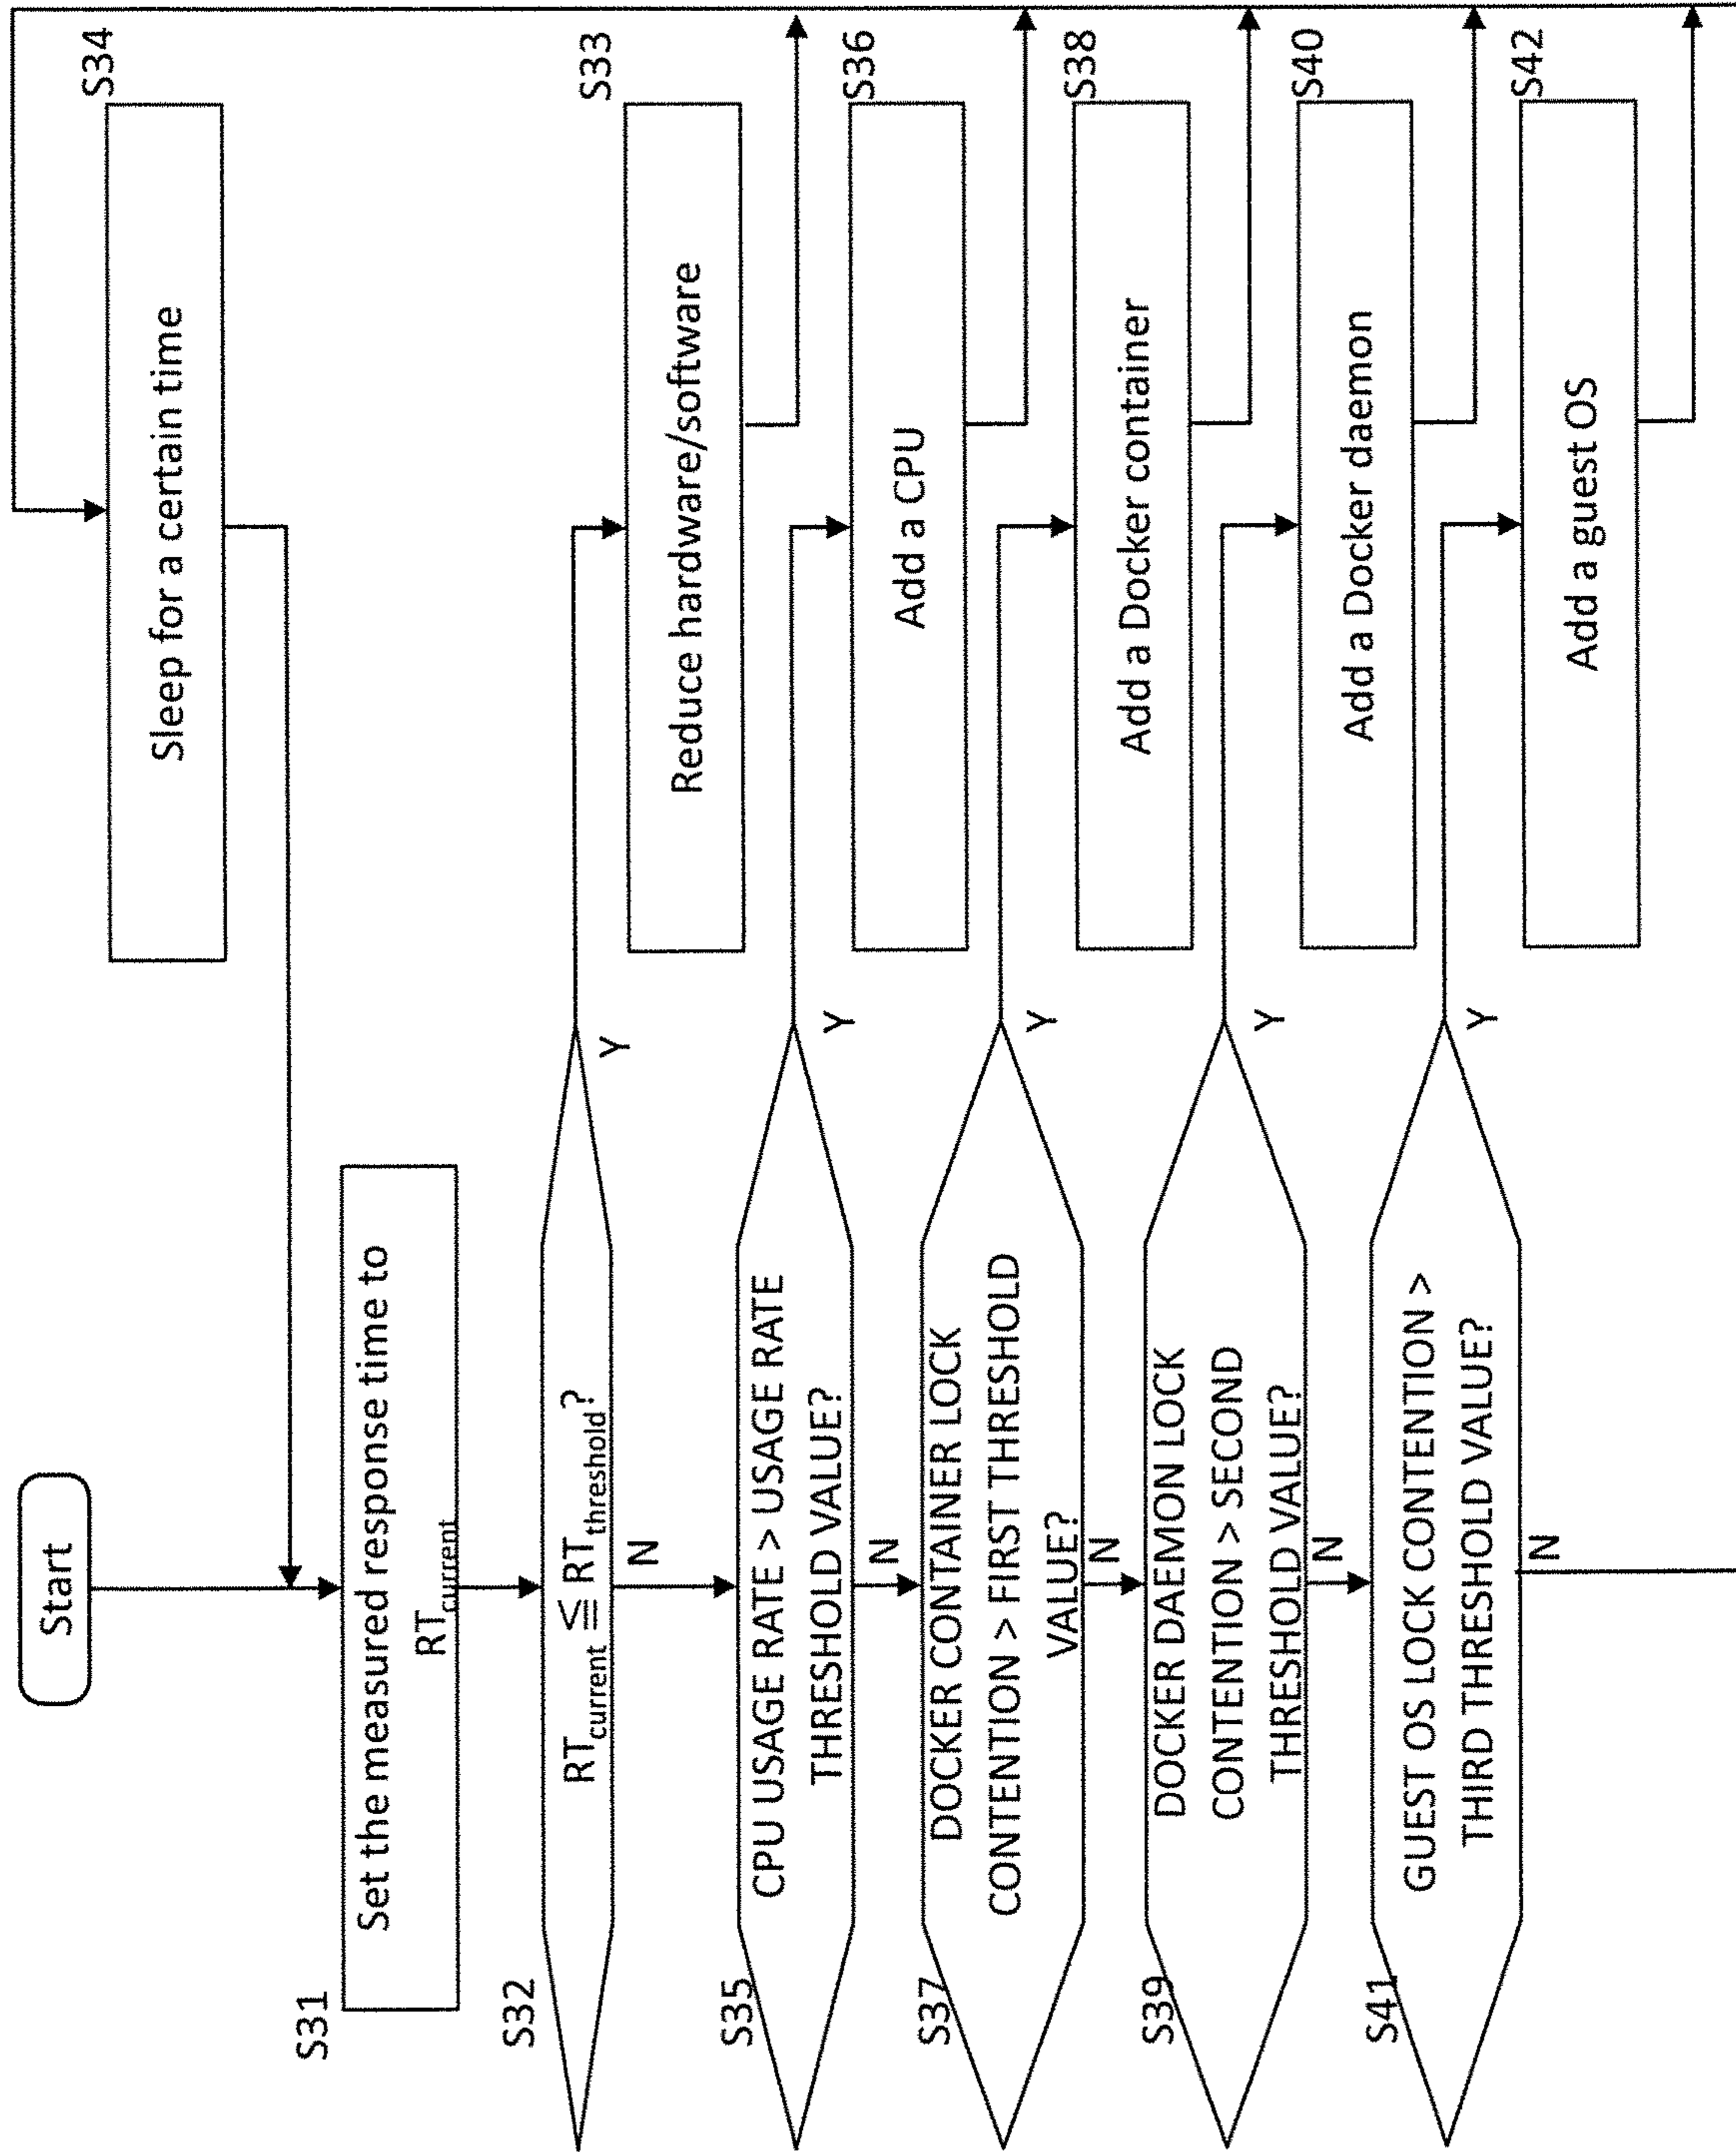 Start
S34
Sleep for a certain time
S31
Set the measured response time to
RTcurrent
S32
RTcurrent ≦ RTthreshold?
Y
N
S33
Reduce hardware/software
S35
CPU USAGE RATE > USAGE RATE
THRESHOLD VALUE?
Y
N
S36
Add a CPU
S37
DOCKER CONTAINER LOCK
CONTENTION > FIRST THRESHOLD
VALUE?
Y
N
S38
Add a Docker container
S39
DOCKER DAEMON LOCK
CONTENTION > SECOND
THRESHOLD VALUE?
Y
N
S40
Add a Docker daemon
S41
GUEST OS LOCK CONTENTION >
THIRD THRESHOLD VALUE?
Y
N
S42
Add a guest OS